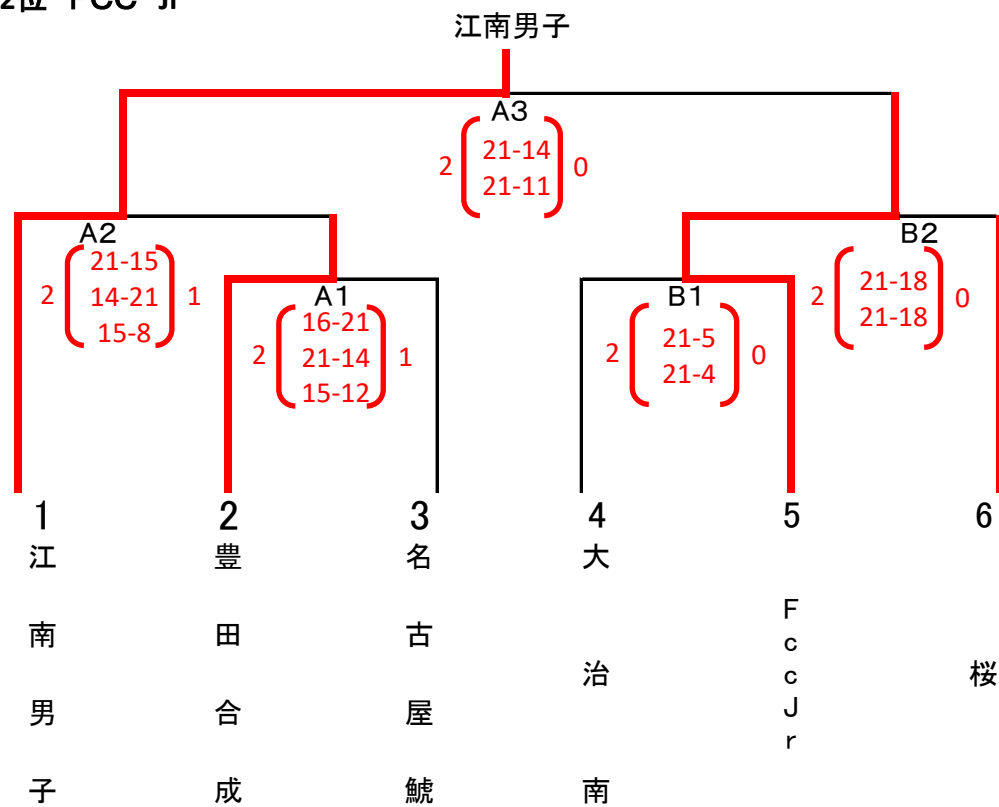 2位 FCC Jr
江南男子
A3
2 21-14 0
21-11
A2
21-15
2 14-21 1
15-8
A1
16-21
2 21-14 1
15-12
B1
2 21-5 0
21-4
B2
2 21-18 0
21-18
1 2 3 4 5 6
江南男子
豊田合成
名古屋鯱
大治南
FccJr
桜